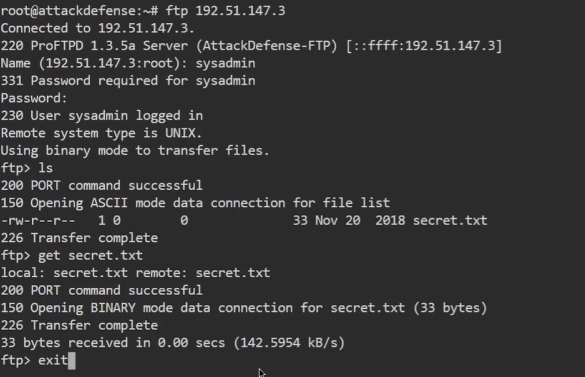 root@attackdefense:~# ftp 192.51.147.3
Connected to 192.51.147.3.
220 ProFTPD 1.3.5a Server (AttackDefense-FTP) [::ffff:192.51.147.3]
Name (192.51.147.3:root): sysadmin
331 Password required for sysadmin
Password:
230 User sysadmin logged in
Remote system type is UNIX.
Using binary mode to transfer files.
ftp> ls
200 PORT command successful
150 Opening ASCII mode data connection for file list
-rw-r--r--   1 0        0              33 Nov 20  2018 secret.txt
226 Transfer complete
ftp> get secret.txt
local: secret.txt remote: secret.txt
200 PORT command successful
150 Opening BINARY mode data connection for secret.txt (33 bytes)
226 Transfer complete
33 bytes received in 0.00 secs (142.5954 kB/s)
ftp> exit